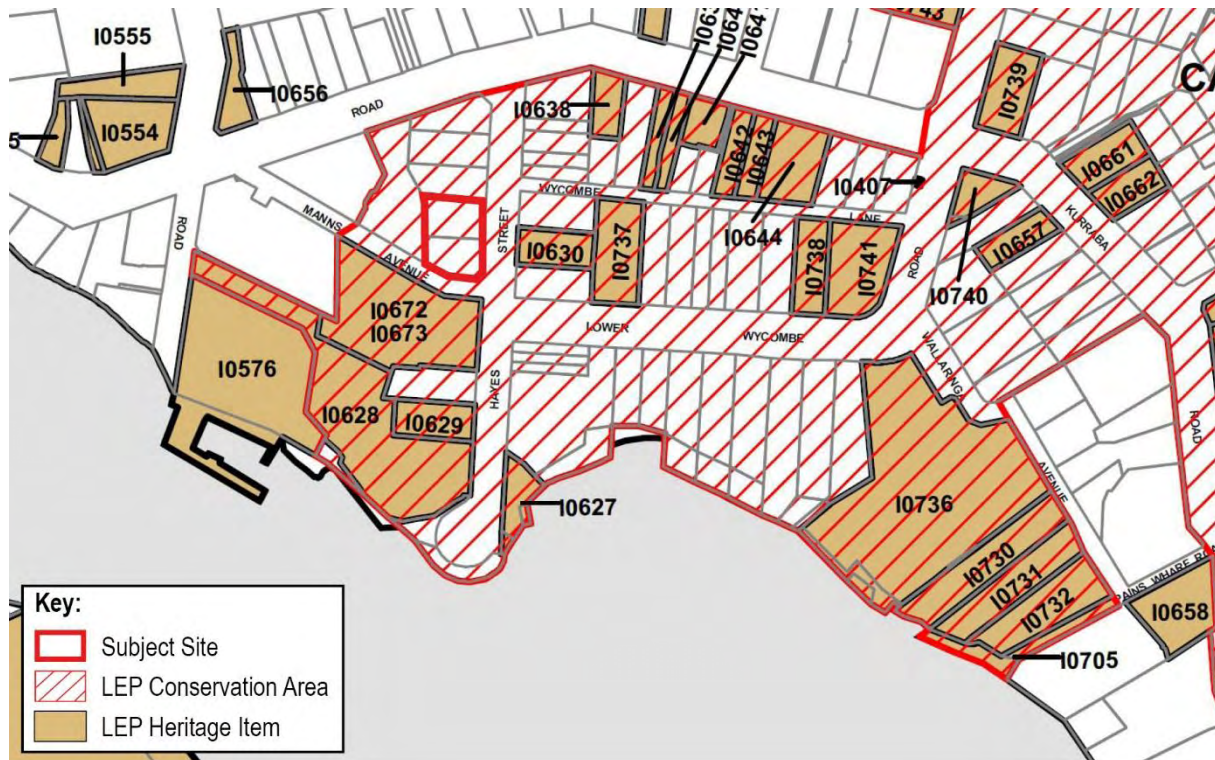 I0555
I0656
I0554
5
ROAD
I0638
I0642
I0643
I0644
I0407
I0739
CA
I0661
I0662
KURRABA
WYCOMBE
LANE
MANNS
AVENUE
ROAD
STREET
I0630
I0737
I0738
I0741
ROAD
I0740
I0657
I0672
I0673
LOWER
WYCOMBE
WALLARINGA
AVENUE
ROAD
I0576
I0628
I0629
HAYES
I0627
I0736
I0730
I0731
I0732
I0705
I0658
Key:
Subject Site
LEP Conservation Area
LEP Heritage Item